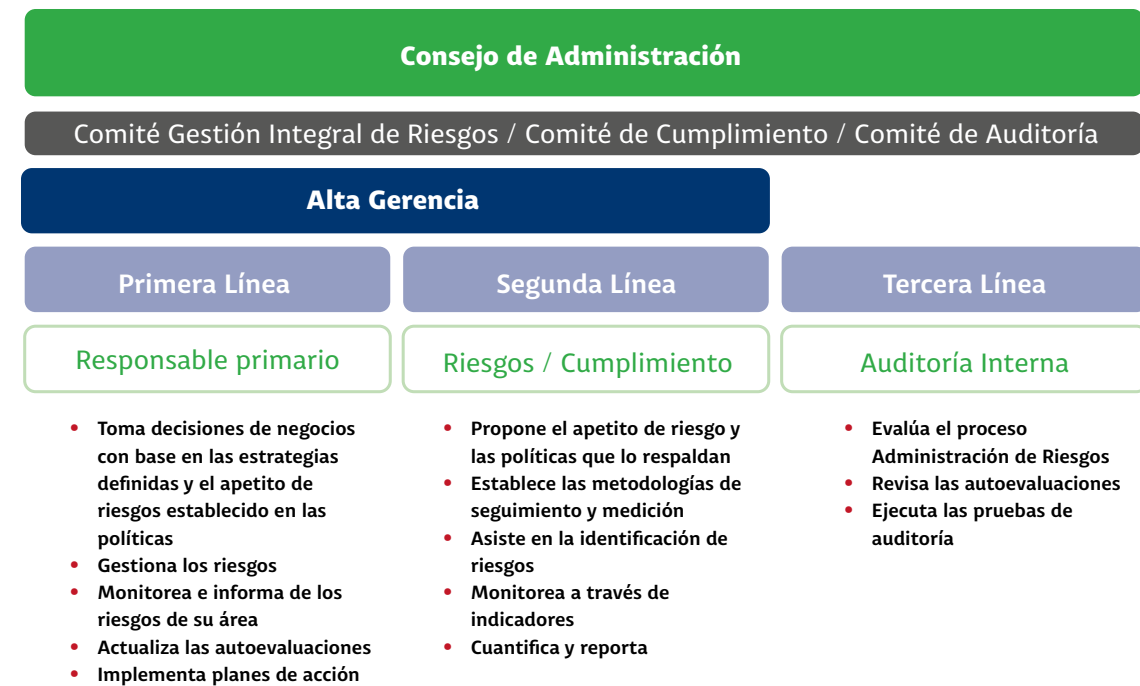 Consejo de Administración
Comité Gestión Integral de Riesgos / Comité de Cumplimiento / Comité de Auditoría
Alta Gerencia
Primera Línea
Segunda Línea
Tercera Línea
Responsable primario
Riesgos / Cumplimiento
Auditoría Interna
• Toma decisiones de negocios
con base en las estrategias
definidas y el apetito de
riesgos establecido en las
políticas
• Gestiona los riesgos
• Monitorea e informa de los
riesgos de su área
• Actualiza las autoevaluaciones
• Implementa planes de acción
• Propone el apetito de riesgo y
las políticas que lo respaldan
• Establece las metodologías de
seguimiento y medición
• Asiste en la identificación de
riesgos
• Monitorea a través de
indicadores
• Cuantifica y reporta
• Evalúa el proceso
Administración de Riesgos
• Revisa las autoevaluaciones
• Ejecuta las pruebas de
auditoría